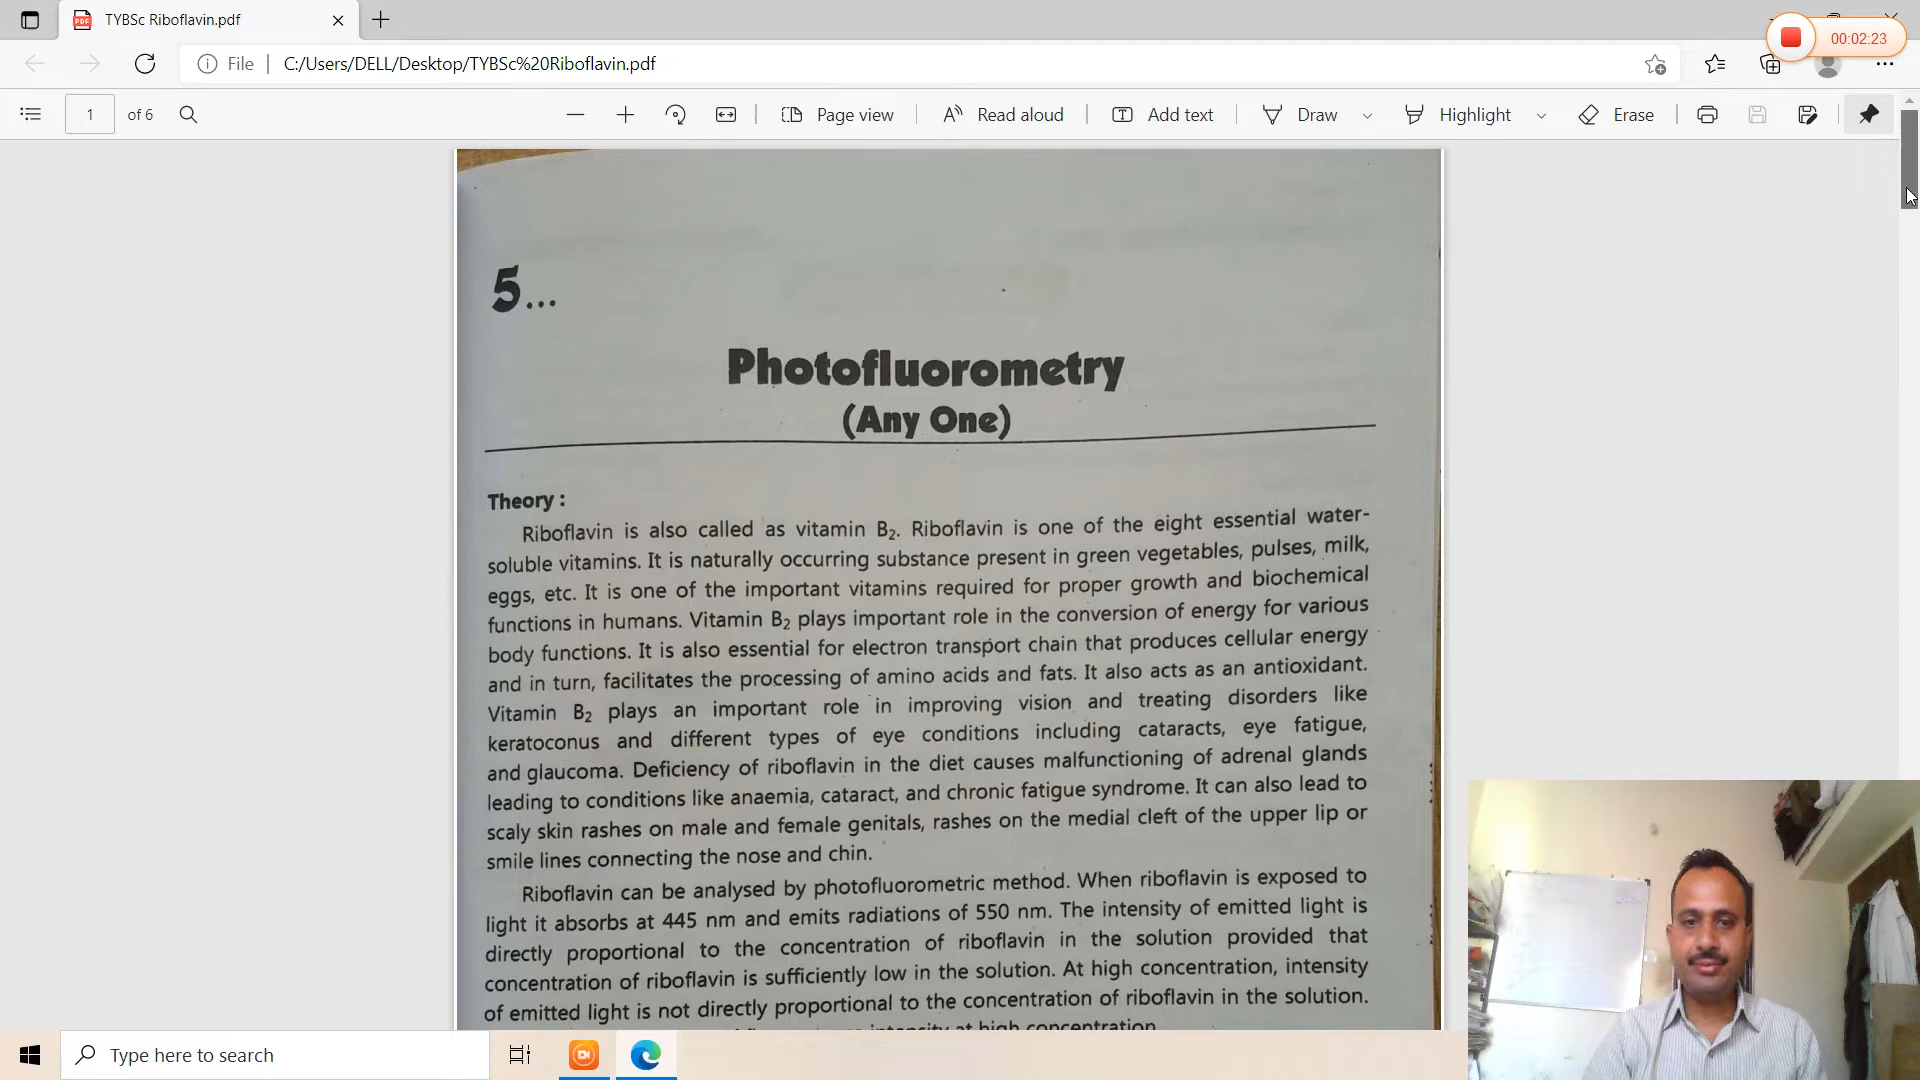 TYBSc Riboflavin.pdf
00:02:23
File
C:/Users/DELL/Desktop/TYBSc%20Riboflavin.pdf
1 of 6
Page view
Read aloud
Add text
Draw
Highlight
Erase
5...
Photofluorometry
(Any One)
Theory :
Riboflavin is also called as vitamin B₂. Riboflavin is one of the eight essential water-
soluble vitamins. It is naturally occurring substance present in green vegetables, pulses, milk,
eggs, etc. It is one of the important vitamins required for proper growth and biochemical
functions in humans. Vitamin B₂ plays important role in the conversion of energy for various
body functions. It is also essential for electron transport chain that produces cellular energy
and in turn, facilitates the processing of amino acids and fats. It also acts as an antioxidant.
Vitamin B₂ plays an important role in improving vision and treating disorders like
keratoconus and different types of eye conditions including cataracts, eye fatigue,
and glaucoma. Deficiency of riboflavin in the diet causes malfunctioning of adrenal glands
leading to conditions like anaemia, cataract, and chronic fatigue syndrome. It can also lead to
scaly skin rashes on male and female genitals, rashes on the medial cleft of the upper lip or
smile lines connecting the nose and chin.
Riboflavin can be analysed by photofluorometric method. When riboflavin is exposed to
light it absorbs at 445 nm and emits radiations of 550 nm. The intensity of emitted light is
directly proportional to the concentration of riboflavin in the solution provided that
concentration of riboflavin is sufficiently low in the solution. At high concentration, intensity
of emitted light is not directly proportional to the concentration of riboflavin in the solution.
intensity at high concentration.
Type here to search